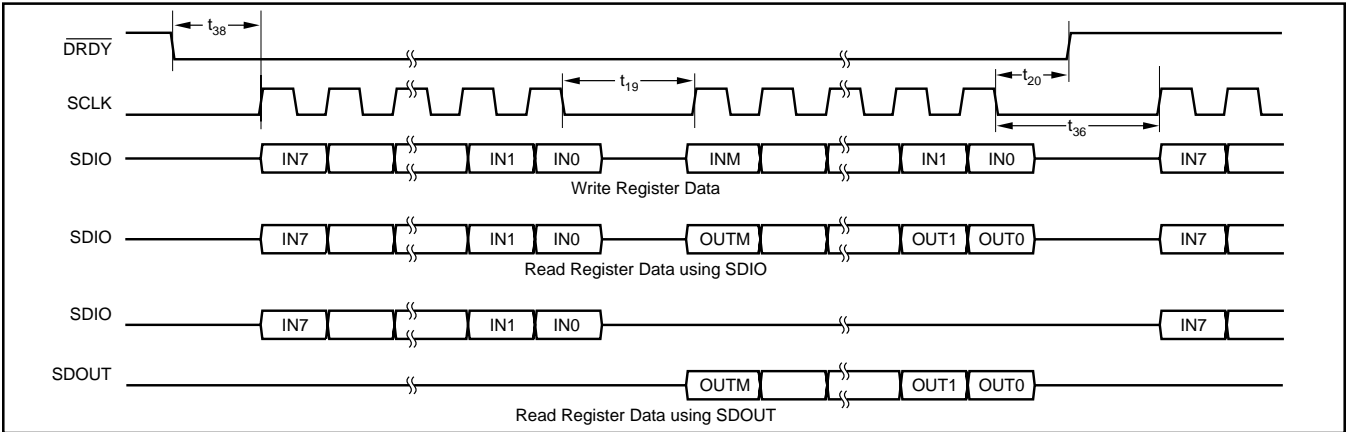 t38
DRDY
t19
t20
SCLK
t36
SDIO IN7 IN1 IN0 INM IN1 IN0 IN7
Write Register Data
SDIO IN7 IN1 IN0 OUTM OUT1 OUT0 IN7
Read Register Data using SDIO
SDIO IN7 IN1 IN0 IN7
SDOUT OUTM OUT1 OUT0
Read Register Data using SDOUT